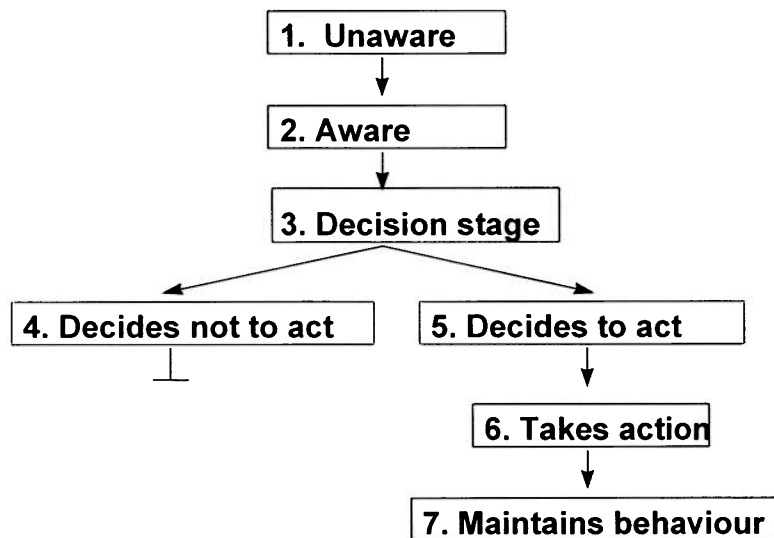 1. Unaware
2. Aware
3. Decision stage
4. Decides not to act
5. Decides to act
6. Takes action
7. Maintains behaviour